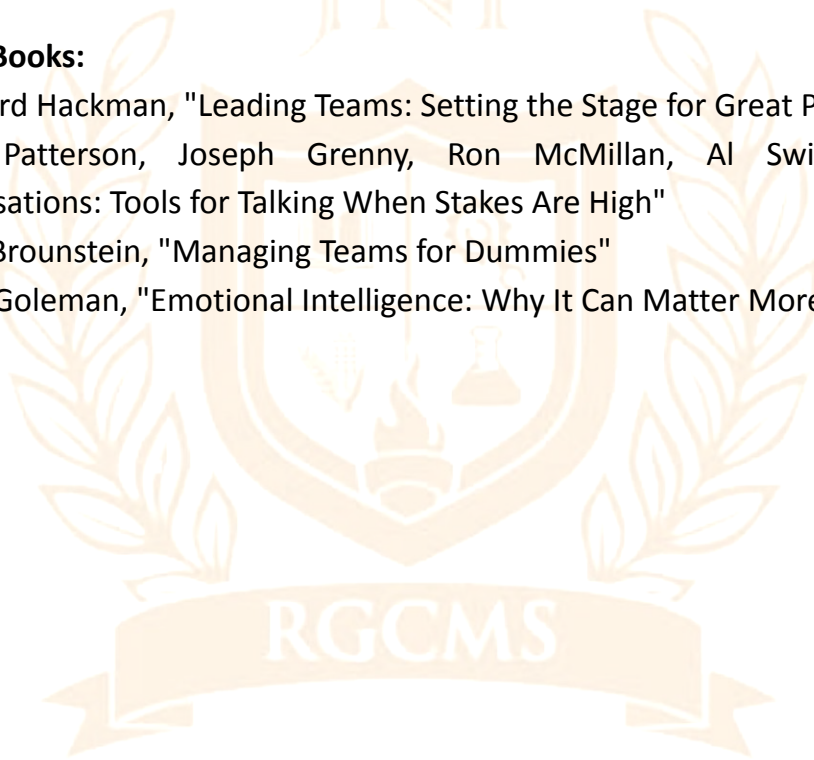 Books:
rd Hackman, "Leading Teams: Setting the Stage for Great P
Patterson, Joseph Grenny, Ron McMillan, Al Swi
sations: Tools for Talking When Stakes Are High"
Brounstein, "Managing Teams for Dummies"
Goleman, "Emotional Intelligence: Why It Can Matter More
RGCMS